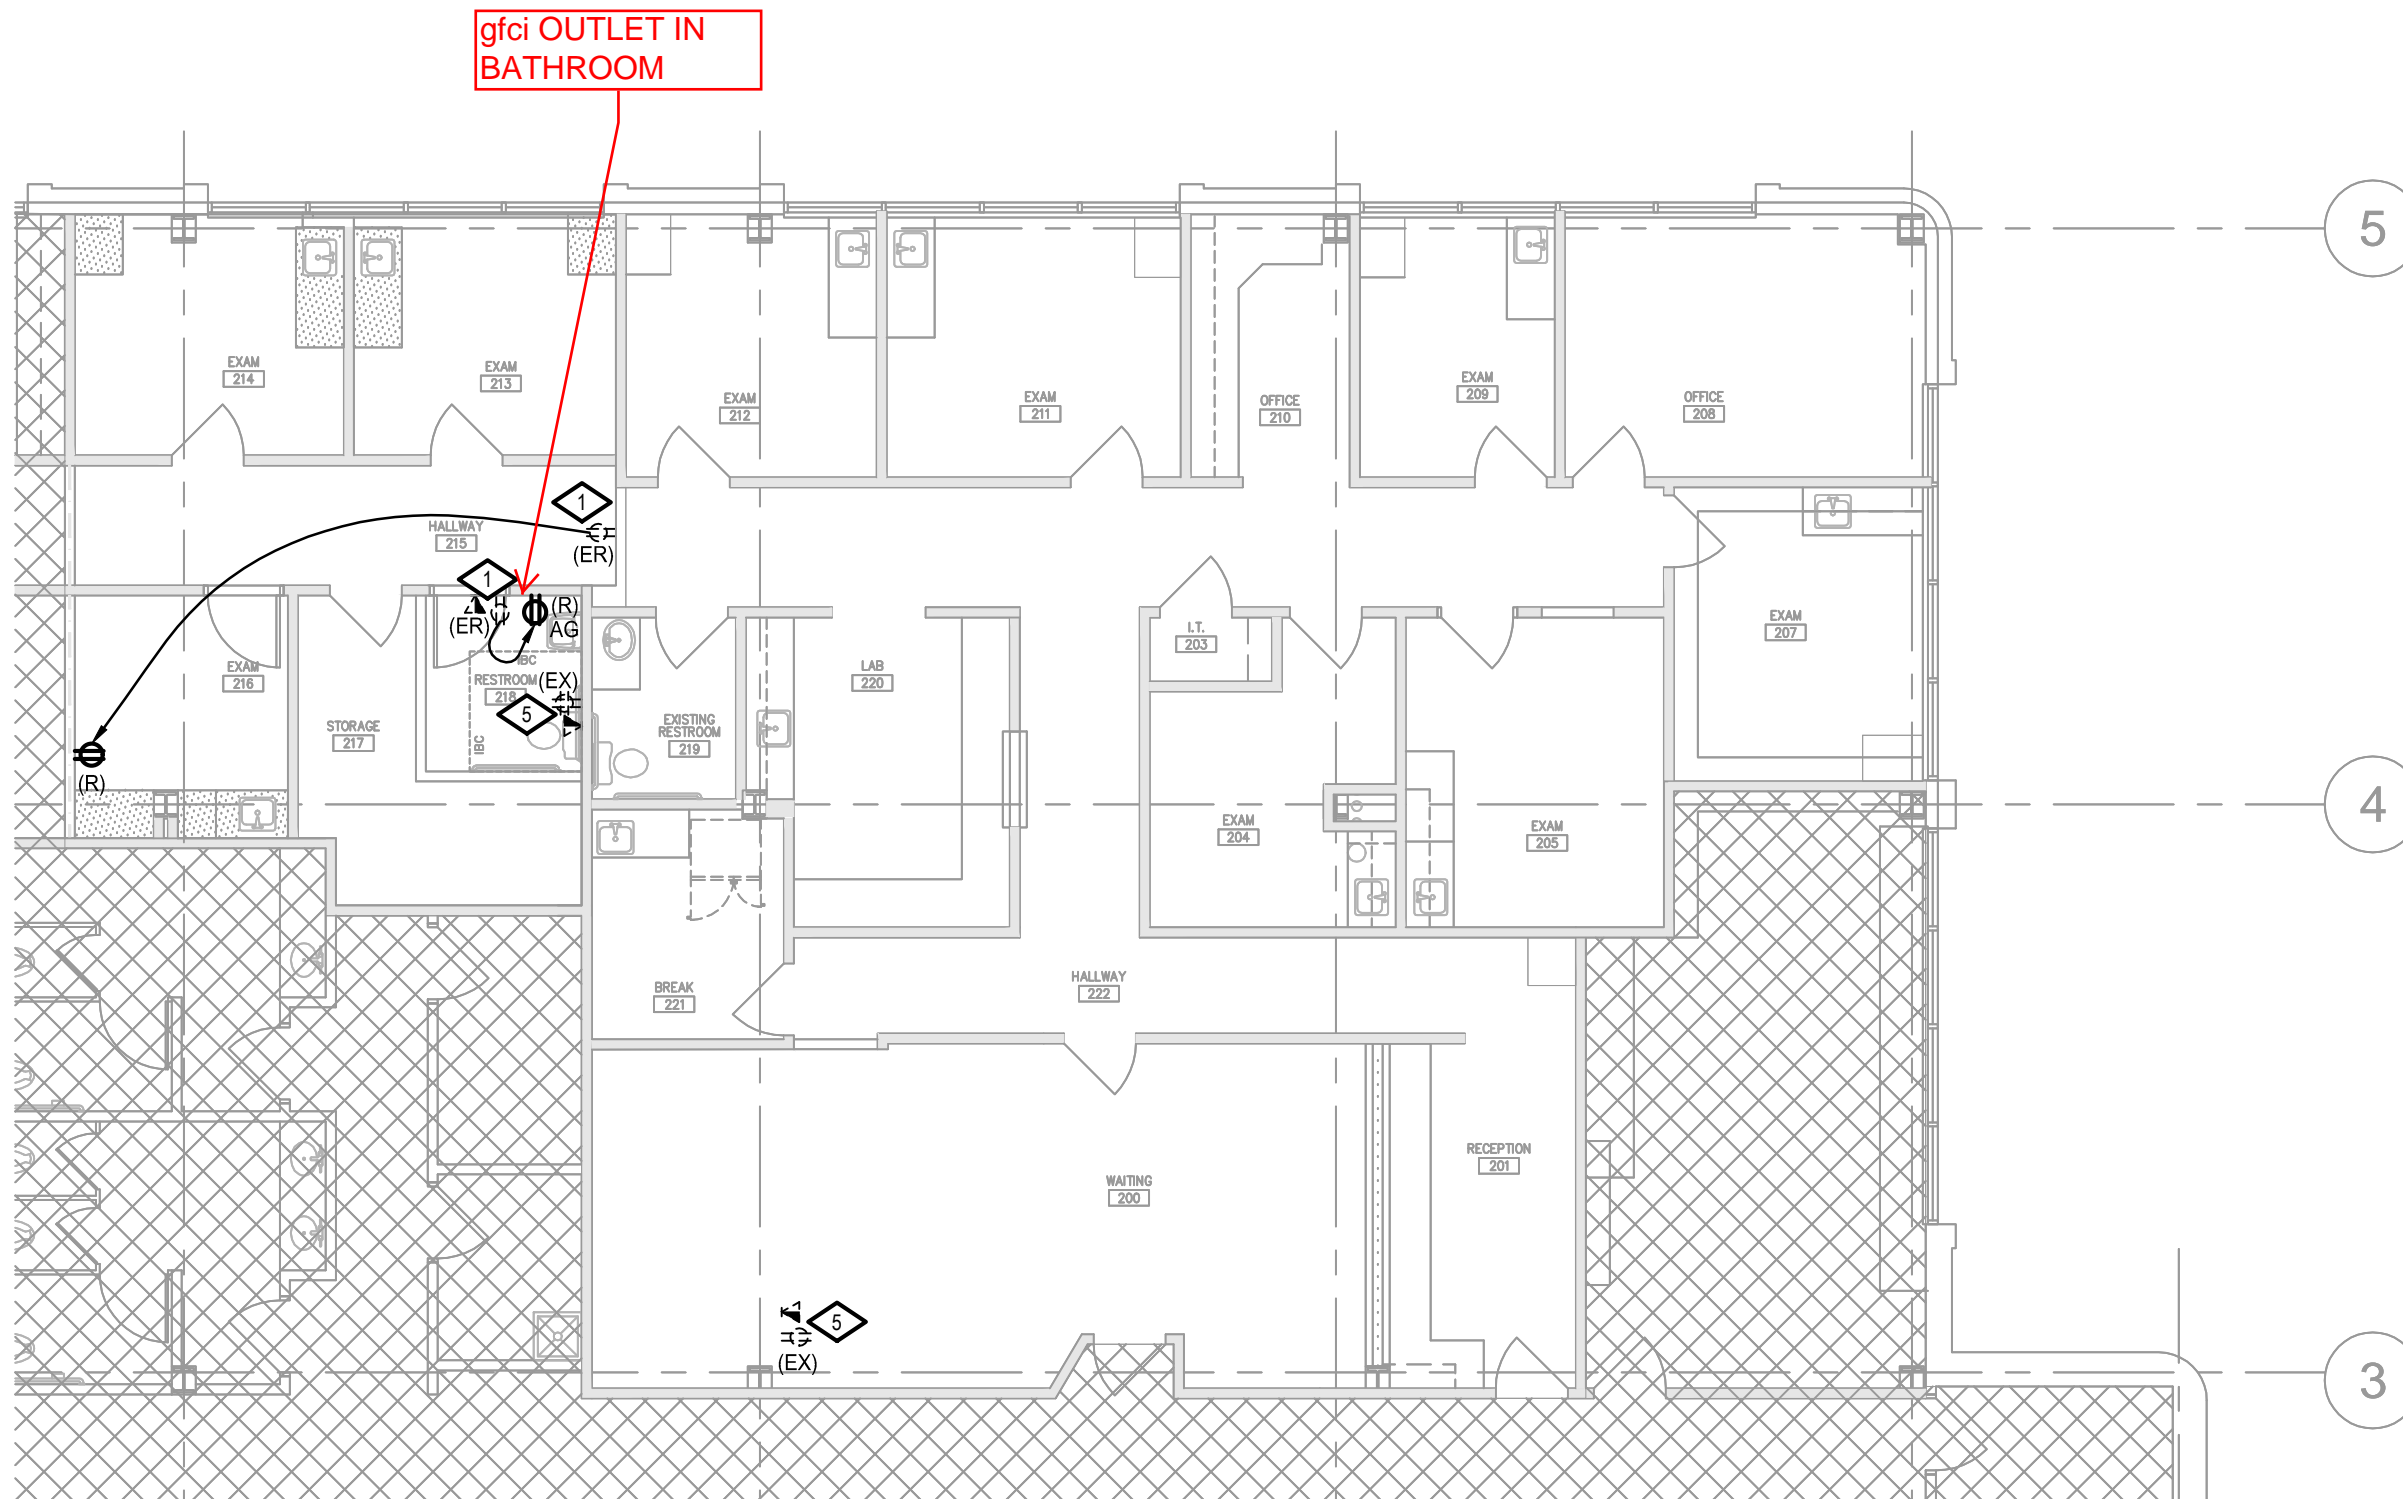 gfci OUTLET IN
BATHROOM
5
EXAM
214
EXAM
213
EXAM
212
EXAM
211
OFFICE
210
EXAM
209
OFFICE
208
1
HALLWAY
215
(ER)
1
(ER)
(R)
AG
IBC
EXAM
216
RESTROOM
218
(EX)
5
IBC
STORAGE
217
(R)
EXISTING
RESTROOM
219
LAB
220
I.T.
203
EXAM
207
EXAM
204
EXAM
205
4
BREAK
221
HALLWAY
222
RECEPTION
201
WAITING
200
5
(EX)
3